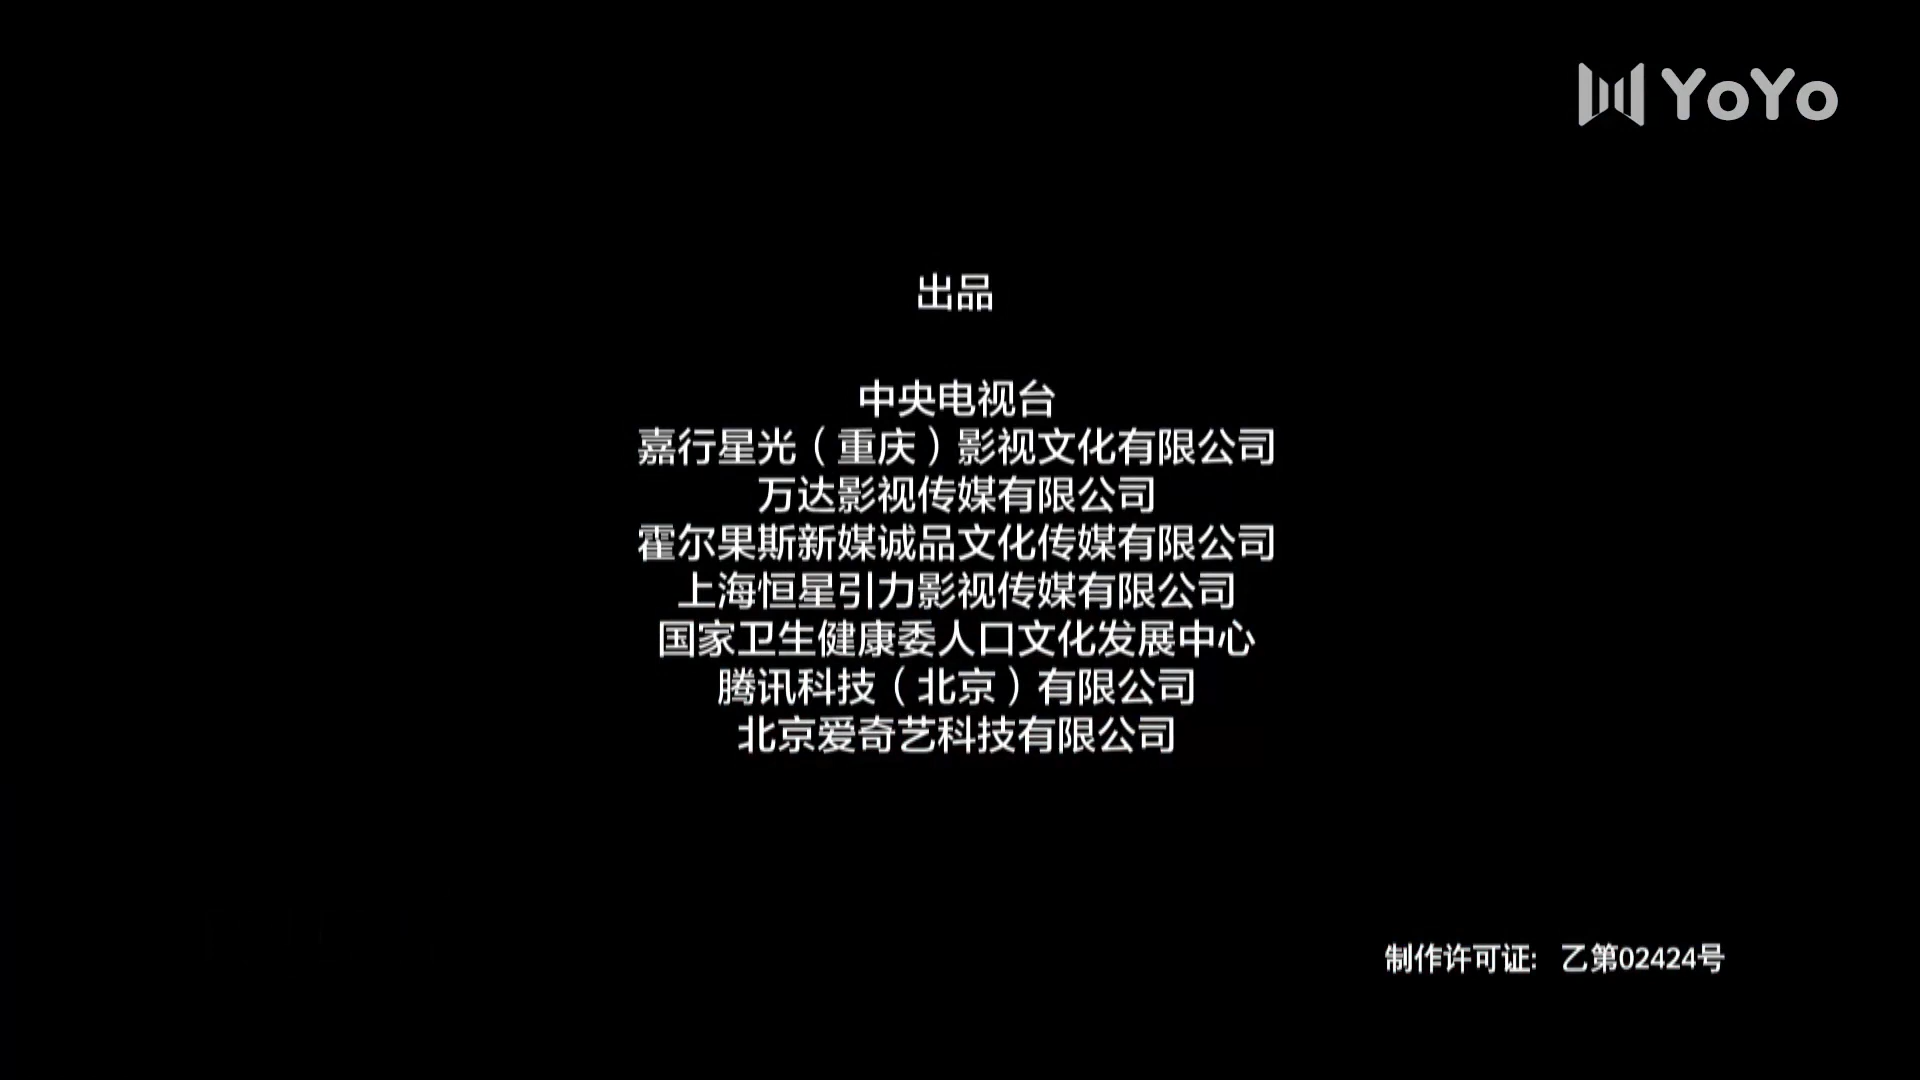 YoYo
出品
中央电视台
嘉行星光（重庆）影视文化有限公司
万达影视传媒有限公司
霍尔果斯新媒诚品文化传媒有限公司
上海恒星引力影视传媒有限公司
国家卫生健康委人口文化发展中心
腾讯科技（北京）有限公司
北京爱奇艺科技有限公司
制作许可证: 乙第02424号